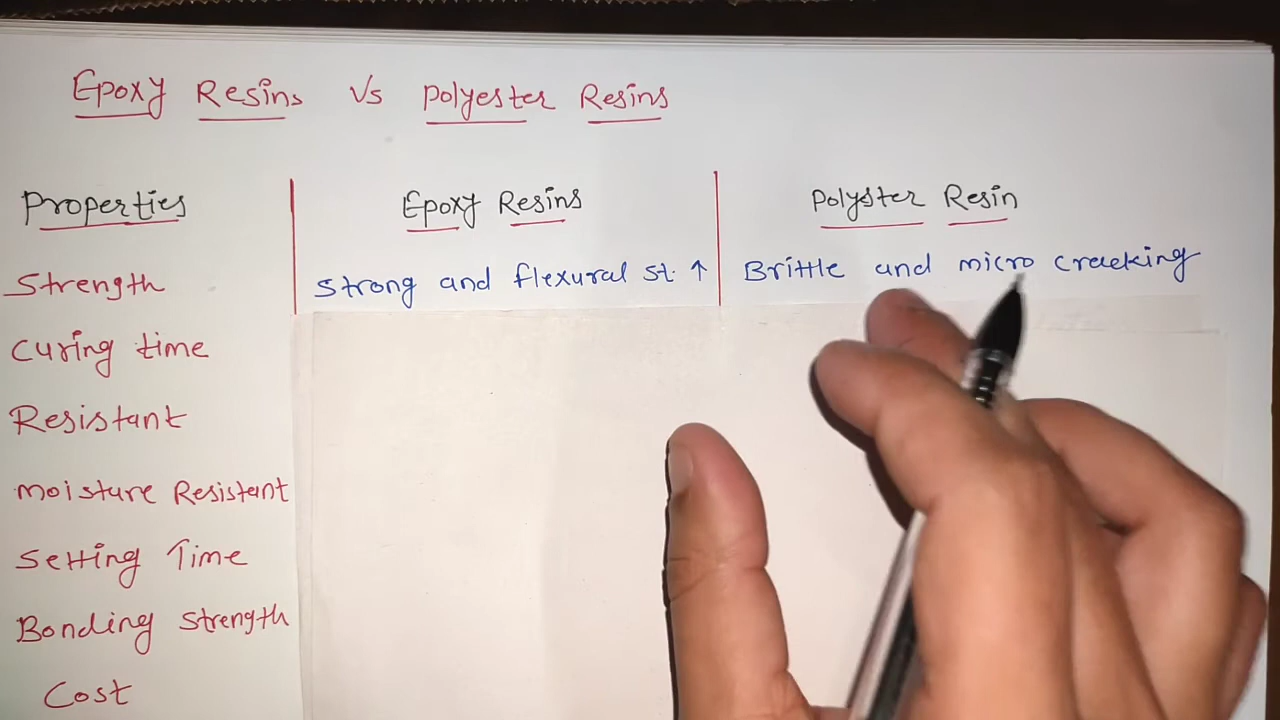 Epoxy Resins Vs Polyester Resins
Properties Epoxy Resins Polyster Resin
Strength Strong and flexural st. ↑ Brittle and micro cracking
Curing time
Resistant
Moisture Resistant
Setting Time
Bonding Strength
Cost